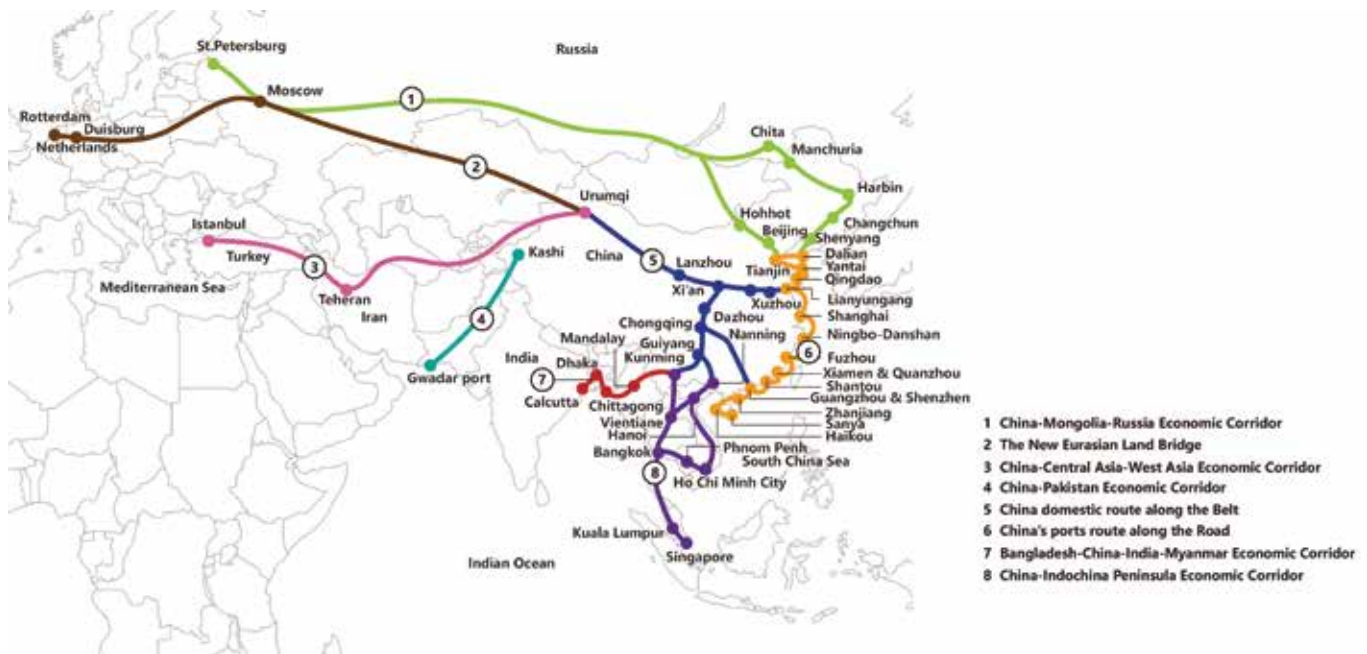 St.Petersburg
Russia
Moscow
Rotterdam
Duisburg
Netherlands
1
Chita
Manchuria
2
Harbin
Urumqi
Hohhot
Changchun
Istanbul
Beijing
Shenyang
Turkey
Kashi
China
5
Lanzhou
Dalian
3
Tianjin
Yantai
Qingdao
Mediterranean Sea
Teheran
Xi'an
Xuzhou
Lianyungang
Iran
4
Dazhou
Shanghai
Chongqing
Nanning
Ningbo-Danshan
Mandalay
Guiyang
6
India
Dhaka
Kunming
Fuzhou
Gwadar port
7
Xiamen & Quanzhou
Shantou
Calcutta
Chittagong
Guangzhou & Shenzhen
Vientiane
Zhanjiang
Hanoi
Sanya
Haikou
Bangkok
Phnom Penh
South China Sea
8
Ho Chi Minh City
Kuala Lumpur
Singapore
Indian Ocean
1 China-Mongolia-Russia Economic Corridor
2 The New Eurasian Land Bridge
3 China-Central Asia-West Asia Economic Corridor
4 China-Pakistan Economic Corridor
5 China domestic route along the Belt
6 China's ports route along the Road
7 Bangladesh-China-India-Myanmar Economic Corridor
8 China-Indochina Peninsula Economic Corridor